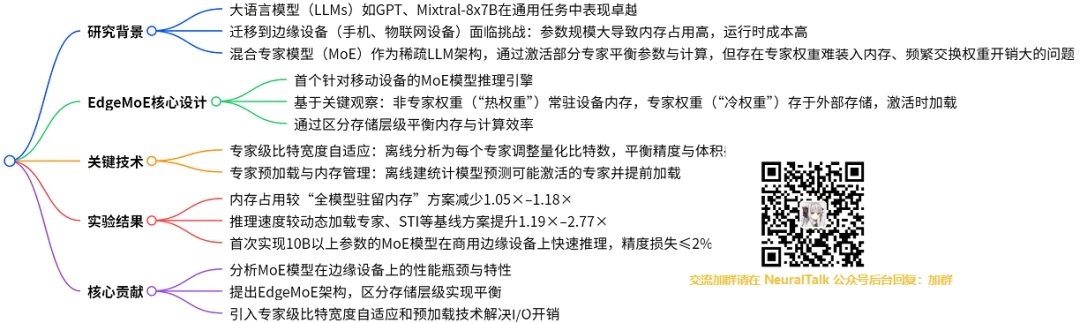 研究背景
大语言模型（LLMs）如GPT、Mixtral-8x7B在通用任务中表现卓越
迁移到边缘设备（手机、物联网设备）面临挑战：参数规模大导致内存占用高，运行时成本高
混合专家模型（MoE）作为稀疏LLM架构，通过激活部分专家平衡参数与计算，但存在专家权重难装入内存、频繁交换权重开销大的问题
EdgeMoE核心设计
首个针对移动设备的MoE模型推理引擎
基于关键观察：非专家权重（“热权重”）常驻设备内存，专家权重（“冷权重”）存于外部存储，激活时加载
通过区分存储层级平衡内存与计算效率
关键技术
专家级比特宽度自适应：离线分析为每个专家调整量化比特数，平衡精度与体积
专家预加载与内存管理：离线建统计模型预测可能激活的专家并提前加载
实验结果
内存占用较“全模型驻留内存”方案减少1.05×–1.18×
推理速度较动态加载专家、STI等基线方案提升1.19×–2.77×
首次实现10B以上参数的MoE模型在商用边缘设备上快速推理，精度损失≤2%
核心贡献
分析MoE模型在边缘设备上的性能瓶颈与特性
提出EdgeMoE架构，区分存储层级实现平衡
引入专家级比特宽度自适应和预加载技术解决I/O开销
交流加群请在 NeuralTalk 公众号后台回复：加群